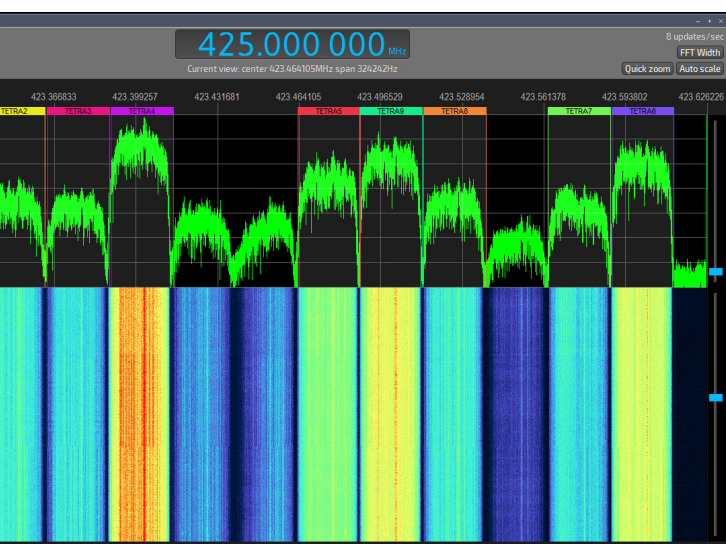 425.000 000 MHz
8 updates/sec
FFT Width
Current view: center 423.464105MHz span 324242Hz
Quick zoom Auto scale
423.366833 423.399257 423.431681 423.464105 423.496529 423.528954 423.561378 423.593802 423.626226
TETRA2 TETRA3 TETRA4 TETRA5 TETRA9 TETRA8 TETRA7 TETRA6